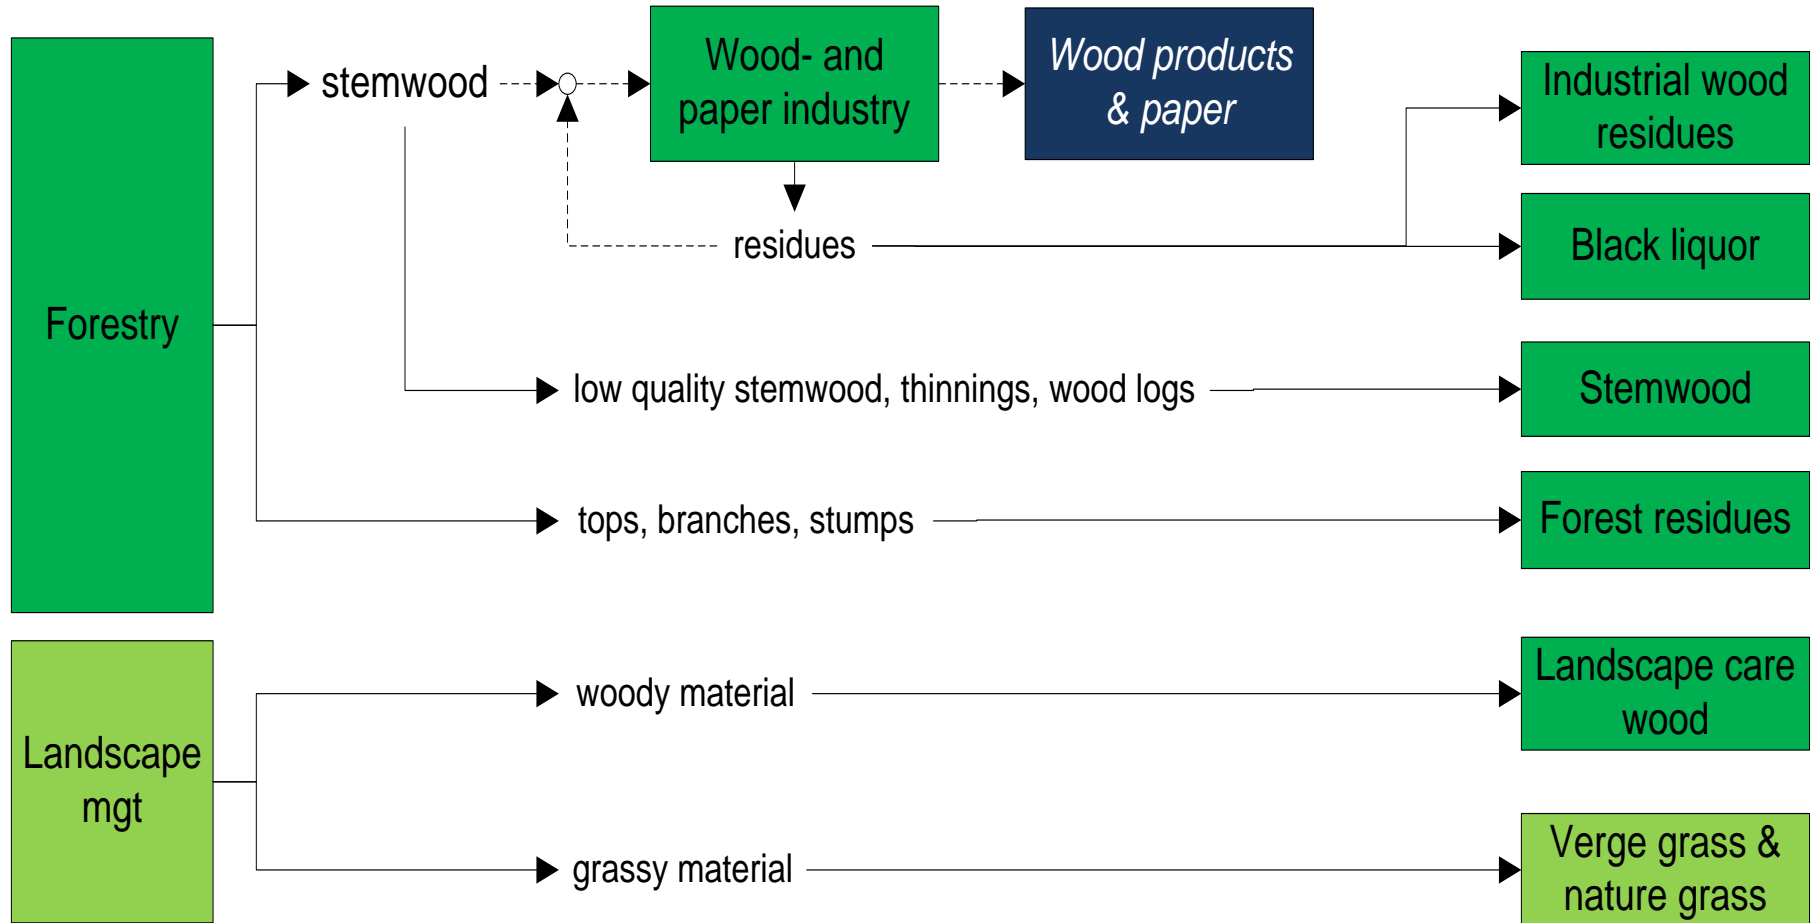 Forestry
stemwood
Wood- and
paper industry
Wood products
& paper
Industrial wood
residues
residues
Black liquor
low quality stemwood, thinnings, wood logs
Stemwood
tops, branches, stumps
Forest residues
Landscape
mgt
woody material
Landscape care
wood
grassy material
Verge grass &
nature grass